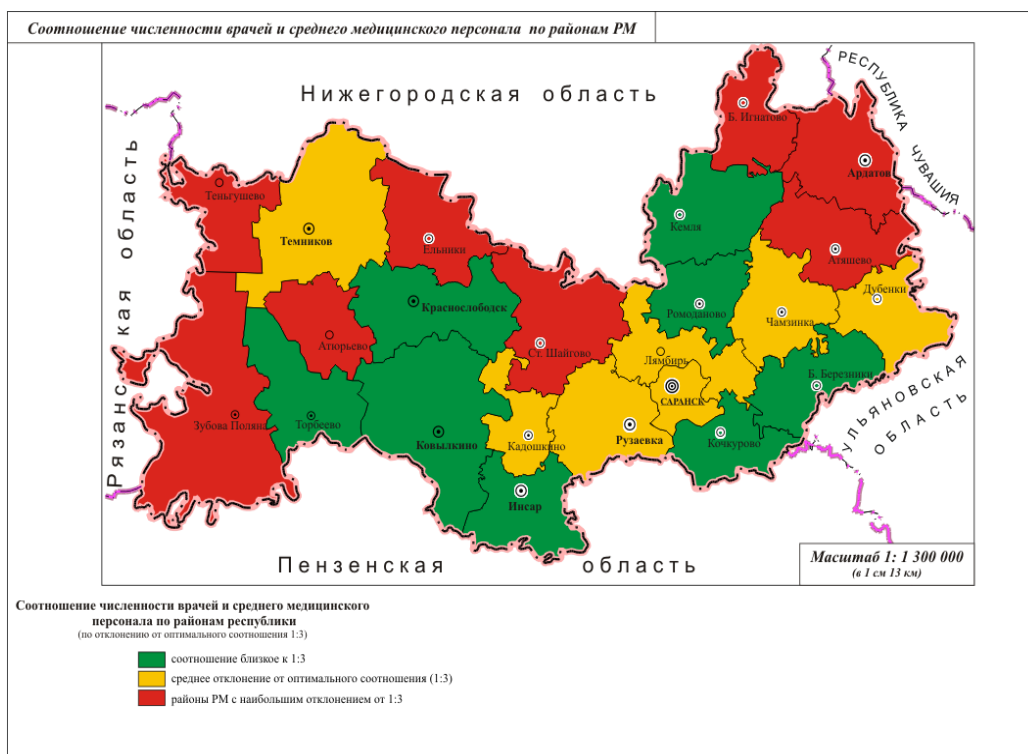 Соотношение численности врачей и среднего медицинского персонала по районам РМ
Нижегородская область
РЕСПУБЛИКА ЧУВАШИЯ
Рязанская область
Б. Игнатово
Ардатов
Теньгушево
Кемля
Темников
Ельники
Атяшево
Дубенки
Краснослободск
Ромоданово
Чамзинка
Атюрьево
Ст. Шайгово
Лямбирь
Б. Березники
САРАНСК
Зубова Поляна
Торбеево
Ковылкино
Кадошкино
Рузаевка
Кочкурово
УЛЬЯНОВСКАЯ
ОБЛАСТЬ
Инсар
Пензенская область
Масштаб 1: 1 300 000
(в 1 см 13 км)
Соотношение численности врачей и среднего медицинского
персонала по районам республики
(по отклонению от оптимального соотношения 1:3)
соотношение близкое к 1:3
среднее отклонение от оптимального соотношения (1:3)
районы РМ с наибольшим отклонением от 1:3